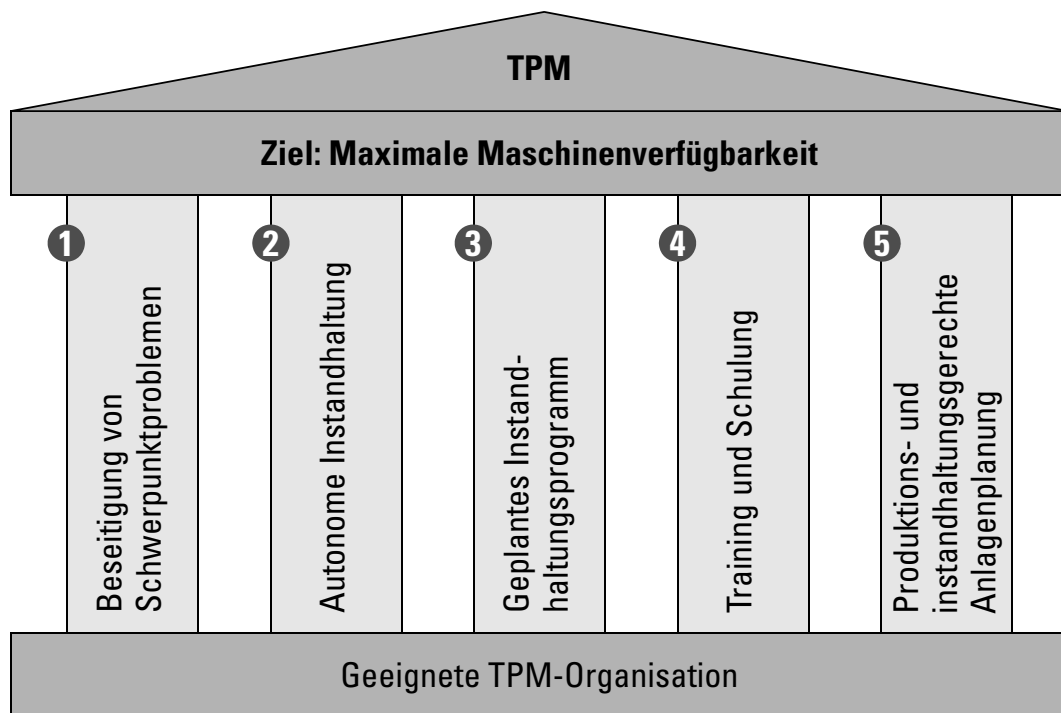 TPM
Ziel: Maximale Maschinenverfügbarkeit
1
Beseitigung von
Schwerpunktproblemen
2
Autonome Instandhaltung
3
Geplantes Instand-
haltungsprogramm
4
Training und Schulung
5
Produktions- und
instandhaltungsgerechte
Anlagenplanung
Geeignete TPM-Organisation